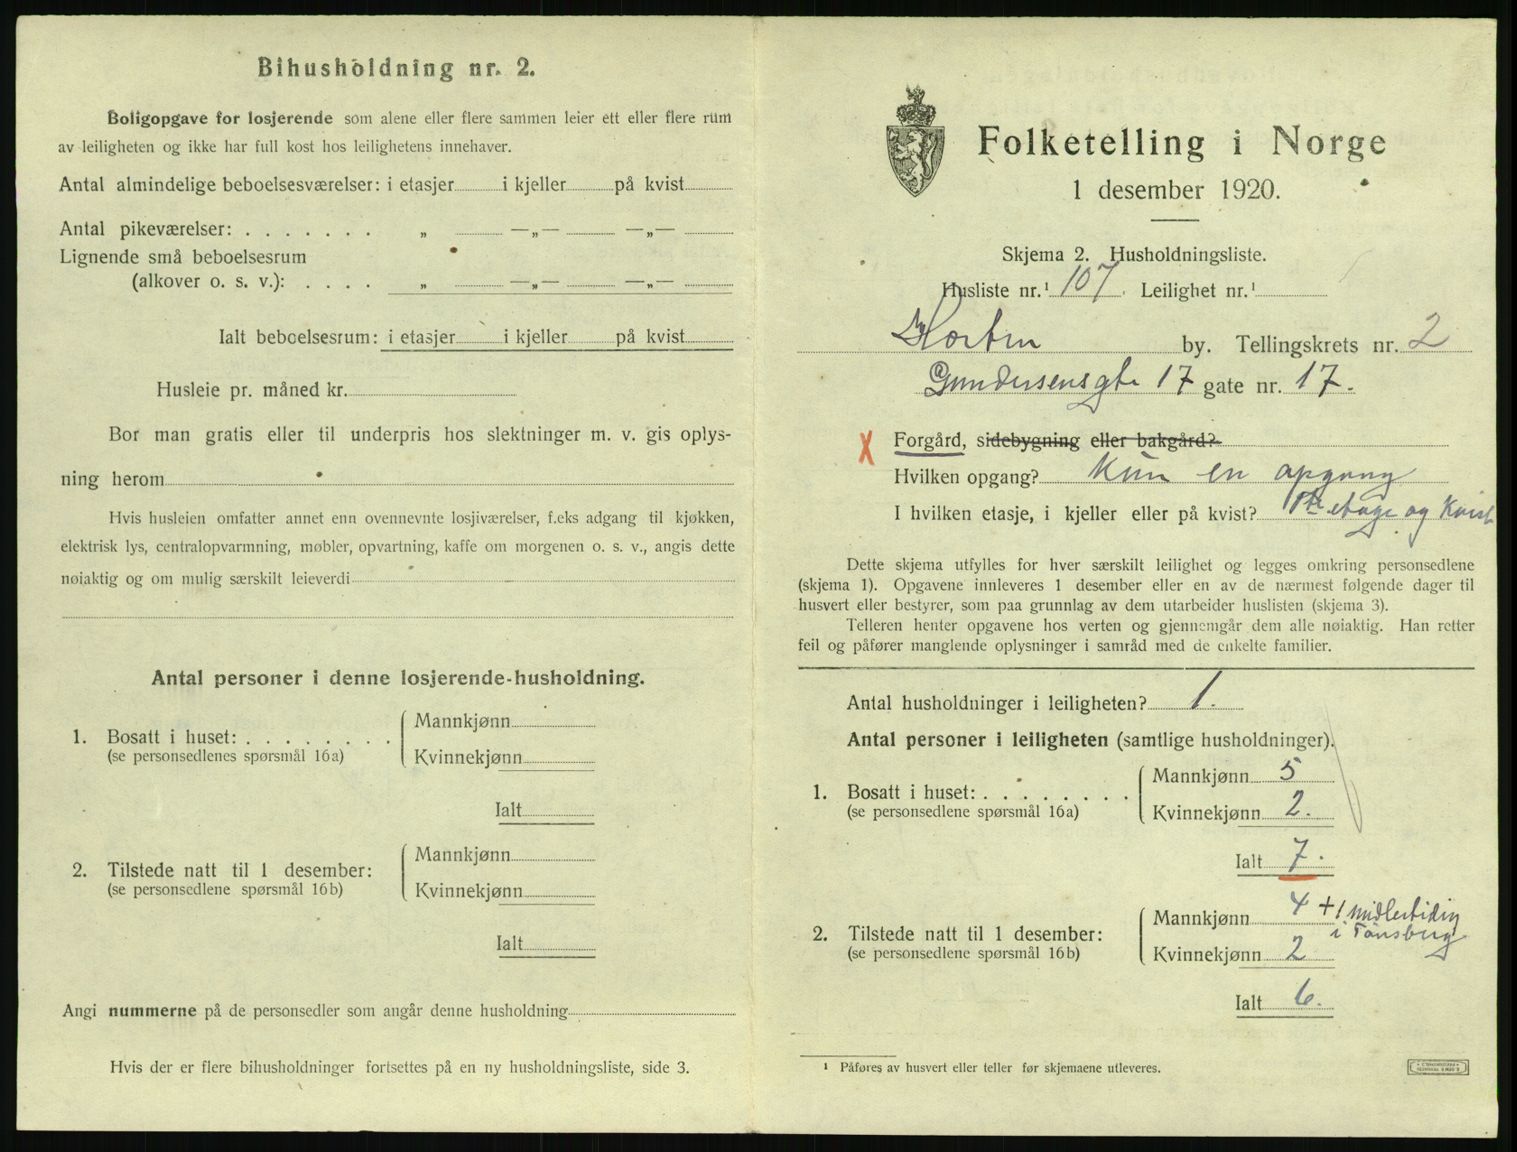 Bihusholdning nr. 2.
Boligopgave for losjerende som alene eller flere sammen leier ett eller flere rum
av leiligheten og ikke har full kost hos leilighetens innehaver.
Antal almindelige beboelsesværelser: i etasjer i kjeller på kvist
Antal pikeværelser: . . . . . . . „ —„— —„—
Lignende små beboelsesrum
(alkover o. s. v.): . . . . „ —„— —„—
Ialt beboelsesrum: i etasjer i kjeller på kvist
Husleie pr. måned kr.
Bor man gratis eller til underpris hos slektninger m. v. gis oplys-
ning herom
Hvis husleien omfatter annet enn ovennevnte losjiværelser, f.eks adgang til kjøkken,
elektrisk lys, centralopvarmning, møbler, opvartning, kaffe om morgenen o. s. v., angis dette
nøiaktig og om mulig særskilt leieverdi
Antal personer i denne losjerende-husholdning.
1. Bosatt i huset: . . . . . . . .
(se personsedlenes spørsmål 16a)
Mannkjønn
Kvinnekjønn
Ialt
2. Tilstede natt til 1 desember:
(se personsedlene spørsmål 16b)
Mannkjønn
Kvinnekjønn
Ialt
Angi nummerne på de personsedler som angår denne husholdning
Hvis der er flere bihusholdninger fortsettes på en ny husholdningsliste, side 3.
Folketelling i Norge
1 desember 1920.
Skjema 2. Husholdningsliste.
Husliste nr.¹ 107. Leilighet nr.¹
Horten by. Tellingskrets nr. 2
Gundersensgte 17 gate nr. 17.
X Forgård, sidebygning eller bakgård?
Hvilken opgang? Kun en opgang
I hvilken etasje, i kjeller eller på kvist? 1ste etage og Kvist
Dette skjema utfylles for hver særskilt leilighet og legges omkring personsedlene
(skjema 1). Opgavene innleveres 1 desember eller en av de nærmest følgende dager til
husvert eller bestyrer, som paa grunnlag av dem utarbeider huslisten (skjema 3).
Telleren henter opgavene hos verten og gjennemgår dem alle nøiaktig. Han retter
feil og påfører manglende oplysninger i samråd med de enkelte familier.
Antal husholdninger i leiligheten? 1.
Antal personer i leiligheten (samtlige husholdninger).
1. Bosatt i huset: . . . . . . . .
(se personsedlene spørsmål 16a)
Mannkjønn 5
Kvinnekjønn 2.
Ialt 7.
2. Tilstede natt til 1 desember:
(se personsedlene spørsmål 16b)
Mannkjønn 4 +1 midlertidig
i Tønsberg
Kvinnekjønn 2
Ialt 6.
¹ Påføres av husvert eller teller før skjemaene utleveres.